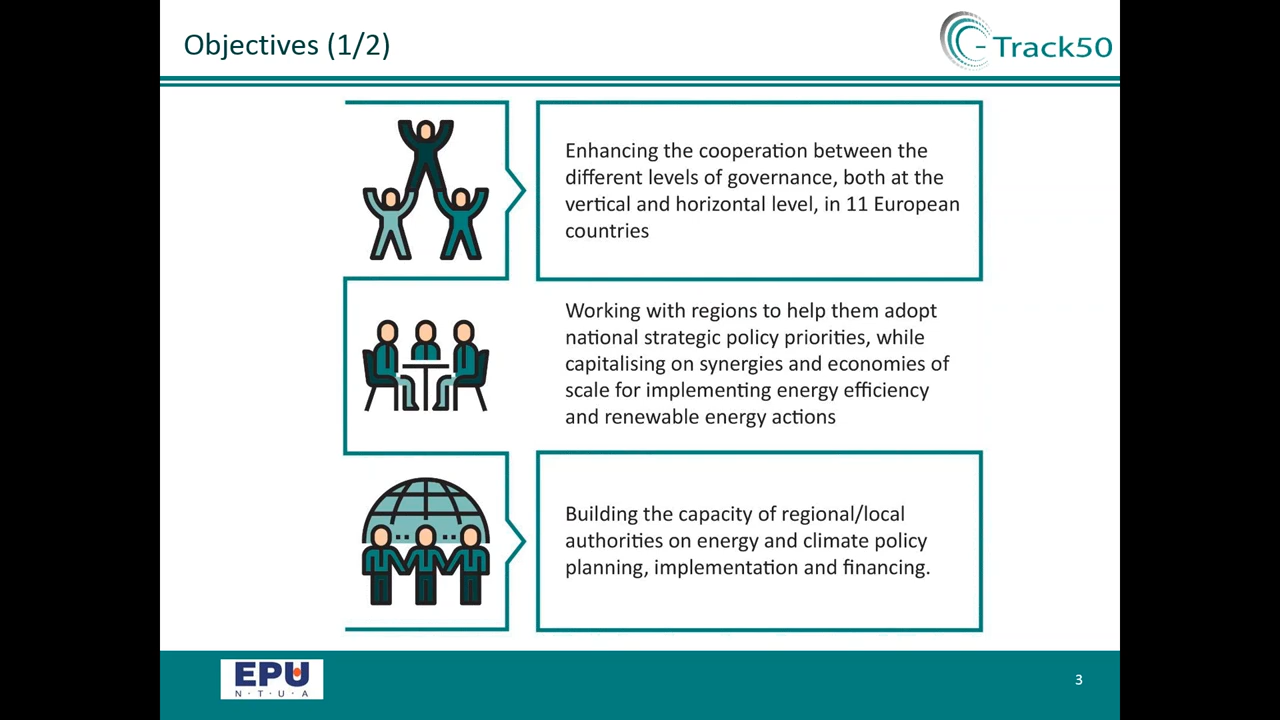 Objectives (1/2)
C-Track50
Enhancing the cooperation between the
different levels of governance, both at the
vertical and horizontal level, in 11 European
countries
Working with regions to help them adopt
national strategic policy priorities, while
capitalising on synergies and economies of
scale for implementing energy efficiency
and renewable energy actions
Building the capacity of regional/local
authorities on energy and climate policy
planning, implementation and financing.
EPU
N·T·U·A
3